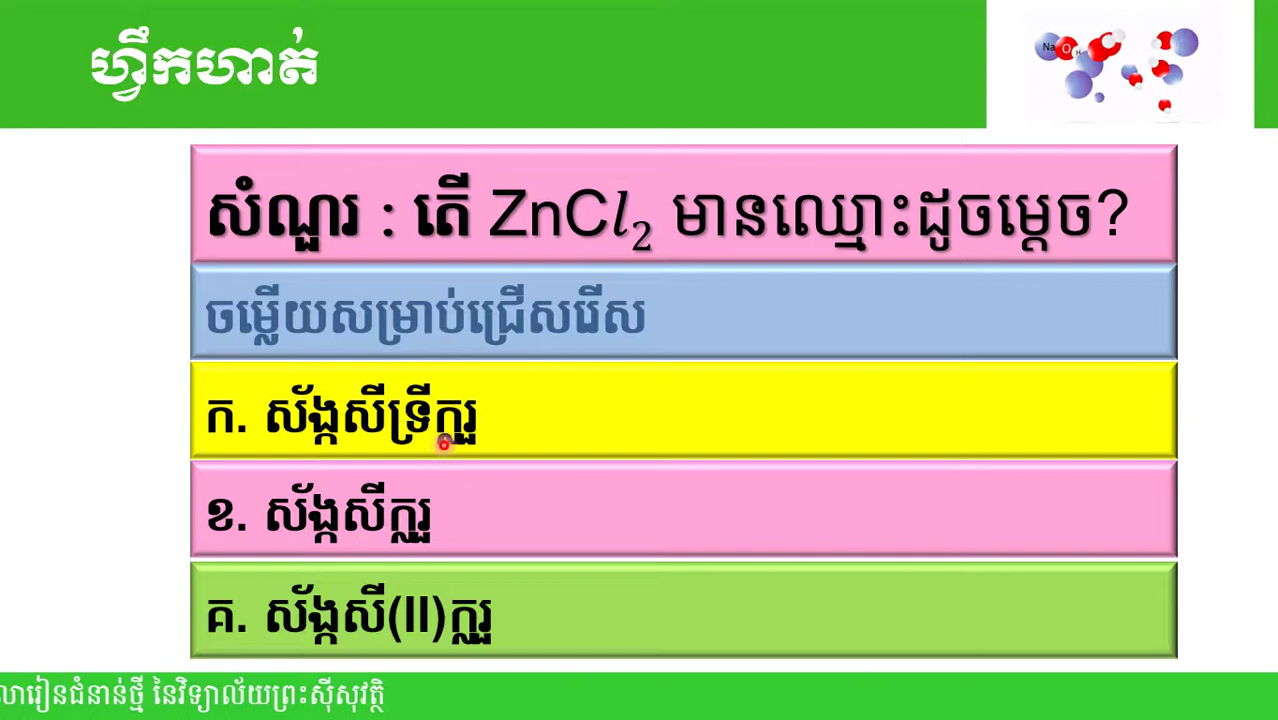 ហ្វឹកហាត់
Na O H
សំណួរ : តើ ZnCl₂ មានឈ្មោះដូចម្ដេច?
ចម្លើយសម្រាប់ជ្រើសរើស
ក. ស័ង្កសីទ្រីក្លរួ
ខ. ស័ង្កសីក្លរួ
គ. ស័ង្កសី(II)ក្លរួ
លារៀនជំនាន់ថ្មី នៃវិទ្យាល័យព្រះស៊ីសុវត្ថិ